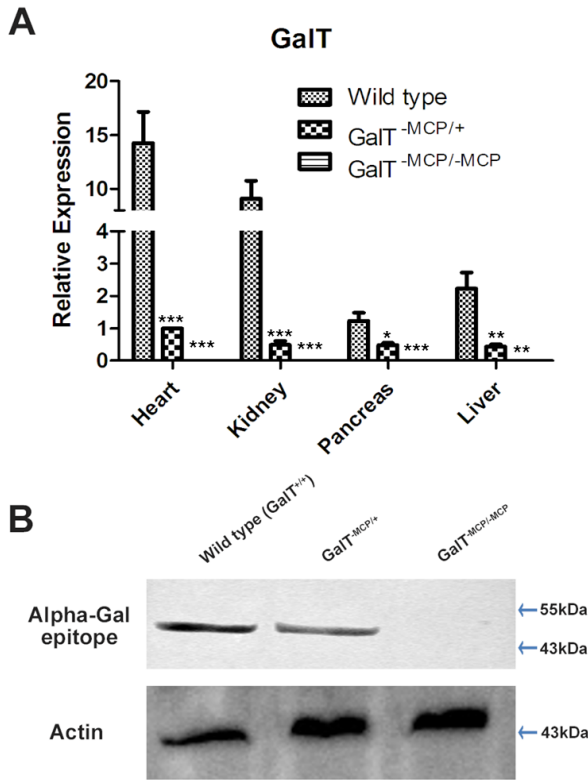 A
GalT
Relative Expression
20
15
10
4
3
2
1
0
Wild type
GalT -MCP/+
GalT -MCP/-MCP
*** ***
*** ***
* ***
** **
Heart
Kidney
Pancreas
Liver
B
Wild type (GalT+/+)
GalT-MCP/+
GalT-MCP/-MCP
Alpha-Gal
epitope
55kDa
43kDa
Actin
43kDa